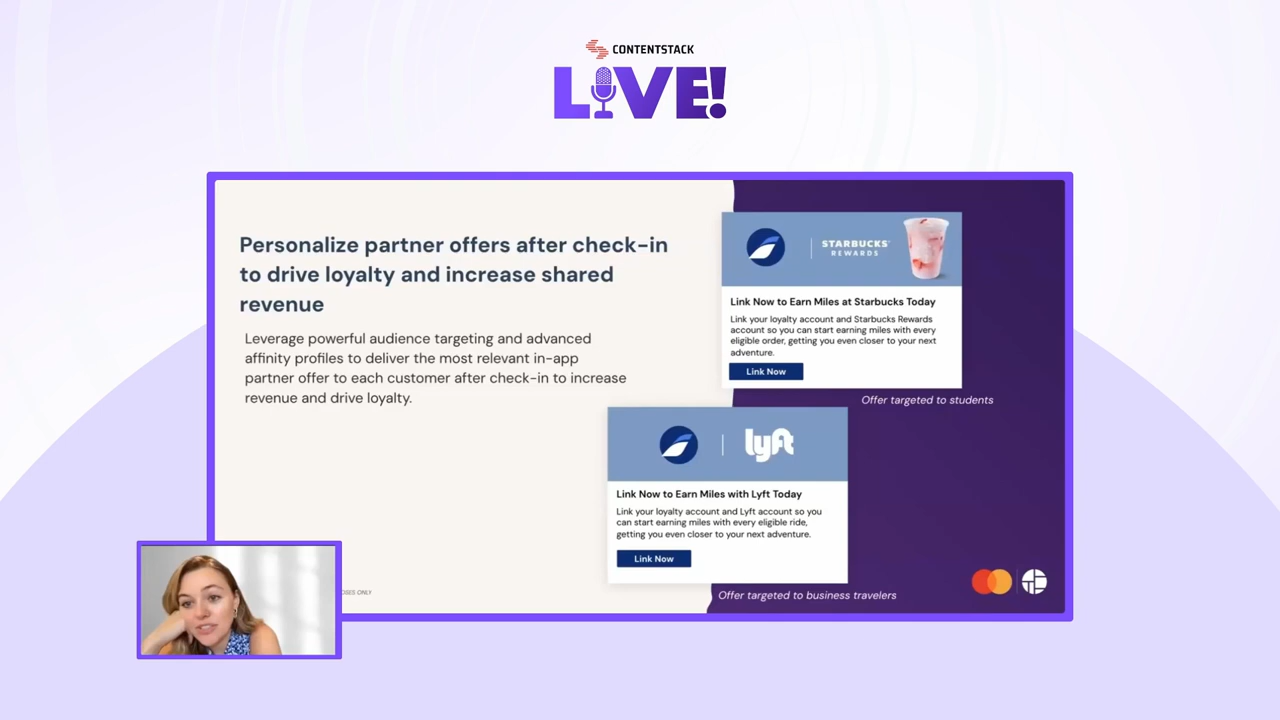 CONTENTSTACK
LIVE!
Personalize partner offers after check-in
to drive loyalty and increase shared
revenue
Leverage powerful audience targeting and advanced
affinity profiles to deliver the most relevant in-app
partner offer to each customer after check-in to increase
revenue and drive loyalty.
STARBUCKS
REWARDS
Link Now to Earn Miles at Starbucks Today
Link your loyalty account and Starbucks Rewards
account so you can start earning miles with every
eligible order, getting you even closer to your next
adventure.
Link Now
Offer targeted to students
lyft
Link Now to Earn Miles with Lyft Today
Link your loyalty account and Lyft account so you
can start earning miles with every eligible ride,
getting you even closer to your next adventure.
Link Now
Offer targeted to business travelers
ONLY